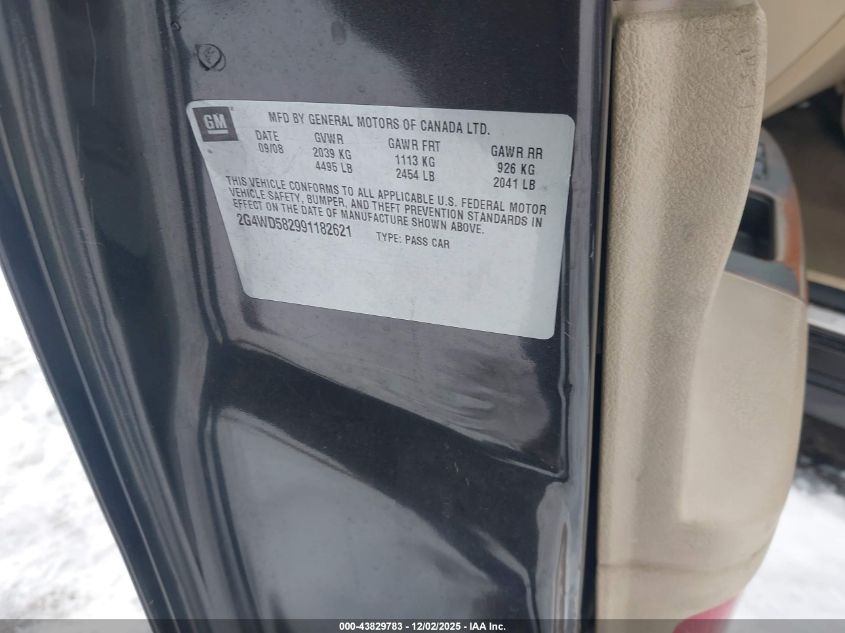 GM
MFD BY GENERAL MOTORS OF CANADA LTD.
DATE GVWR GAWR FRT GAWR RR
09/08 2039 KG 1113 KG 926 KG
4495 LB 2454 LB 2041 LB
THIS VEHICLE CONFORMS TO ALL APPLICABLE U.S. FEDERAL MOTOR
VEHICLE SAFETY, BUMPER, AND THEFT PREVENTION STANDARDS IN
EFFECT ON THE DATE OF MANUFACTURE SHOWN ABOVE.
2G4WD582991182621 TYPE: PASS CAR
000-43829783 - 12/02/2025 - IAA Inc.